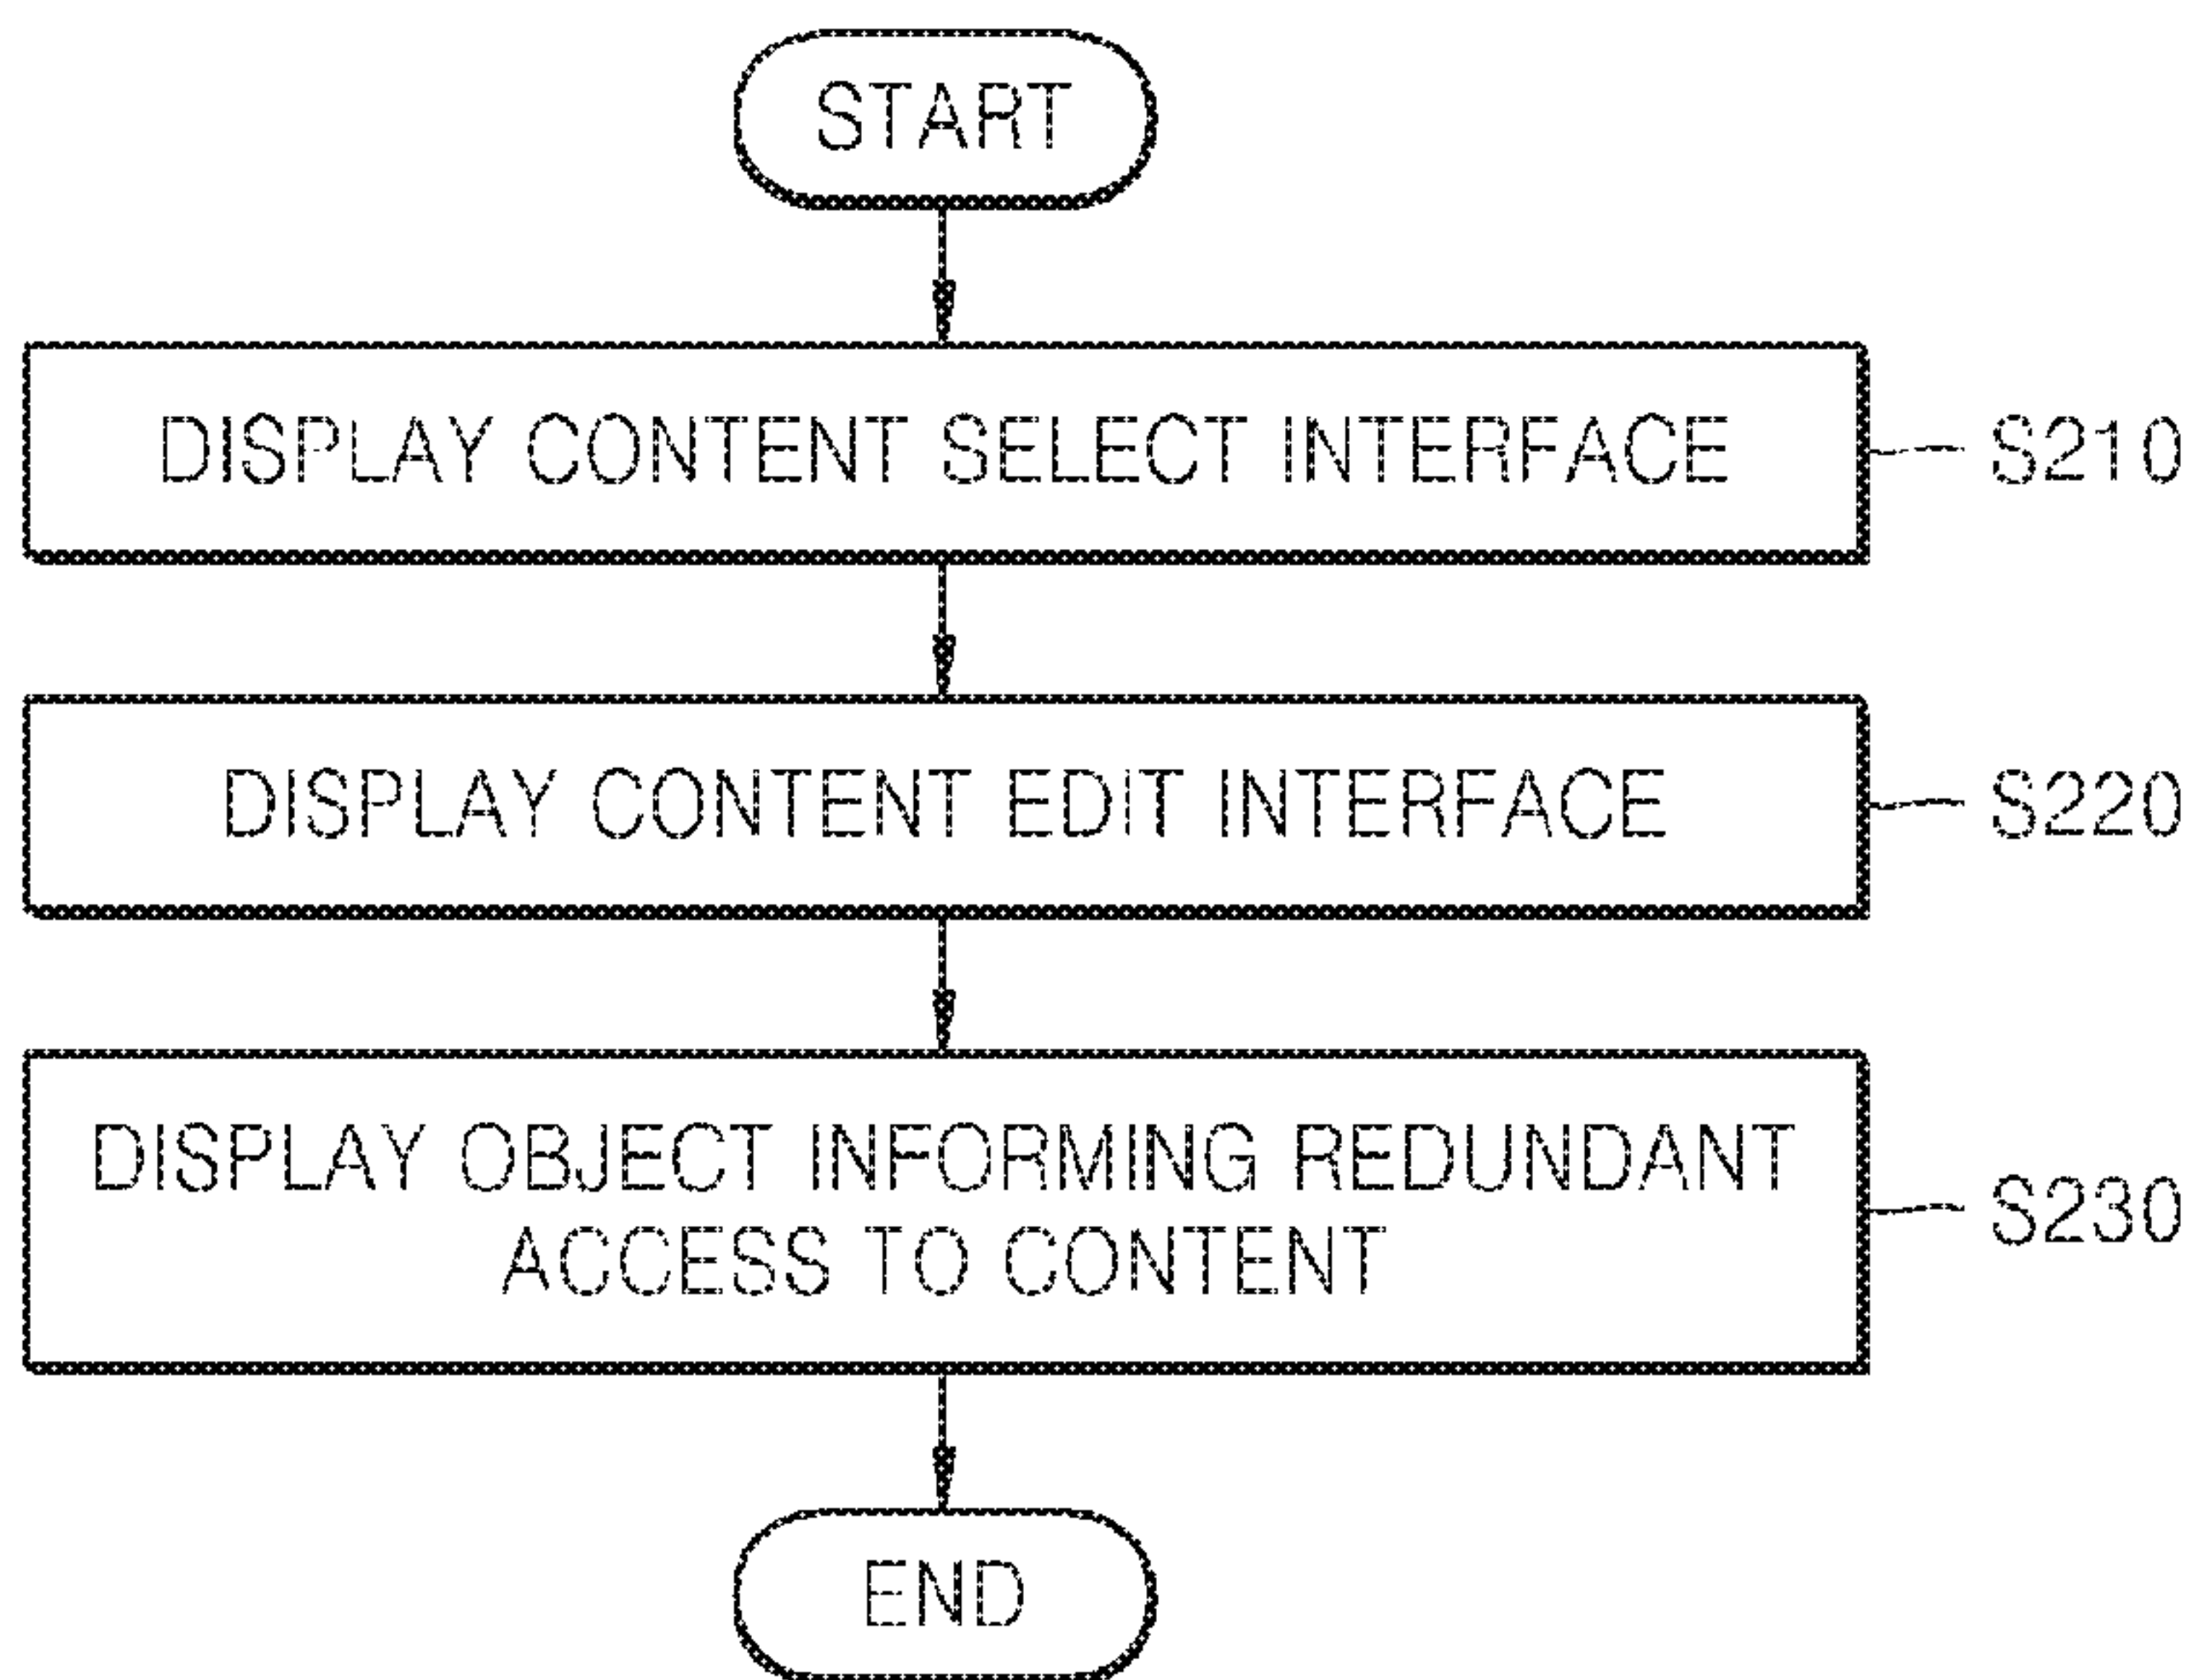 START
DISPLAY CONTENT SELECT INTERFACE
S210
DISPLAY CONTENT EDIT INTERFACE
S220
DISPLAY OBJECT INFORMING REDUNDANT
ACCESS TO CONTENT
S230
END